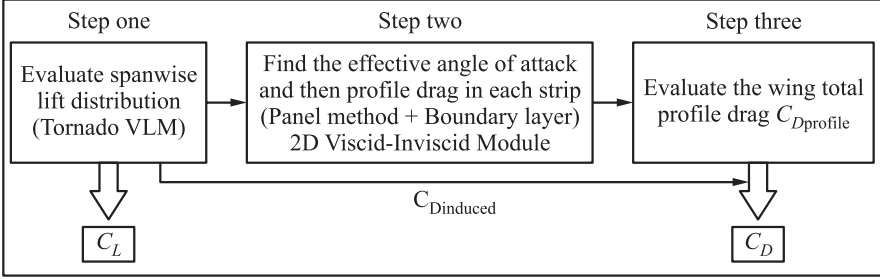 Step one
Step two
Step three
Evaluate spanwise
lift distribution
(Tornado VLM)
Find the effective angle of attack
and then profile drag in each strip
(Panel method + Boundary layer)
2D Viscid-Inviscid Module
Evaluate the wing total
profile drag C_Dprofile
C_Dinduced
C_L
C_D